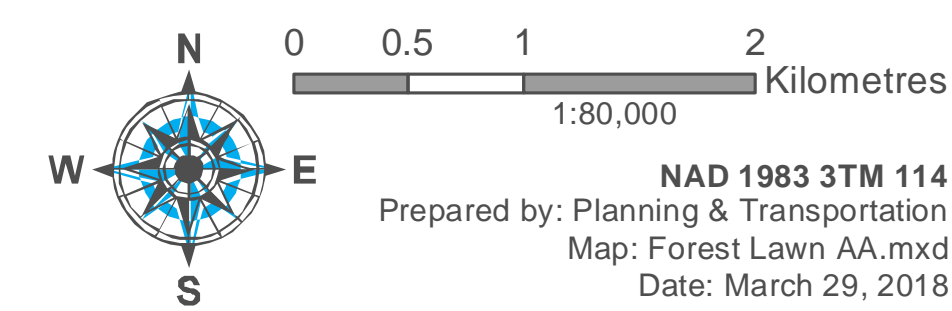 N
W E
S
0 0.5 1 2
Kilometres
1:80,000
NAD 1983 3TM 114
Prepared by: Planning & Transportation
Map: Forest Lawn AA.mxd
Date: March 29, 2018